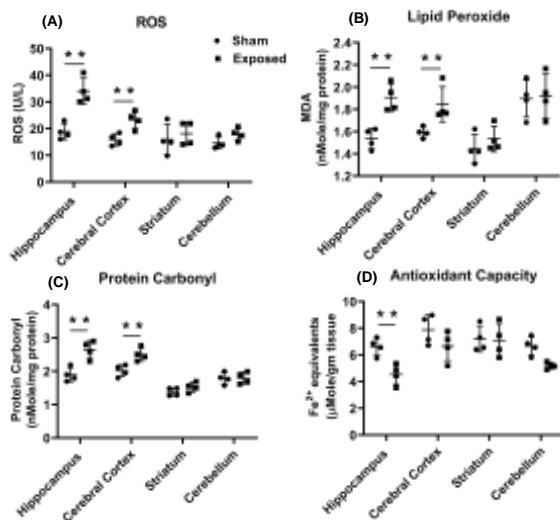 (A) ROS
● Sham
■ Exposed
ROS (U/L)
50
40
30
20
10
0
* *
* *
Hippocampus
Cerebral Cortex
Striatum
Cerebellum
(B) Lipid Peroxide
MDA
(nMole/mg protein)
2.4
2.2
2.0
1.8
1.6
1.4
1.2
* *
* *
Hippocampus
Cerebral Cortex
Striatum
Cerebellum
(C) Protein Carbonyl
Protein Carbonyl
(nMole/mg protein)
4
3
2
1
0
* *
* *
Hippocampus
Cerebral Cortex
Striatum
Cerebellum
(D) Antioxidant Capacity
Fe²⁺ equivalents
(μMole/gm tissue)
10
8
6
4
2
0
* *
Hippocampus
Cerebral Cortex
Striatum
Cerebellum